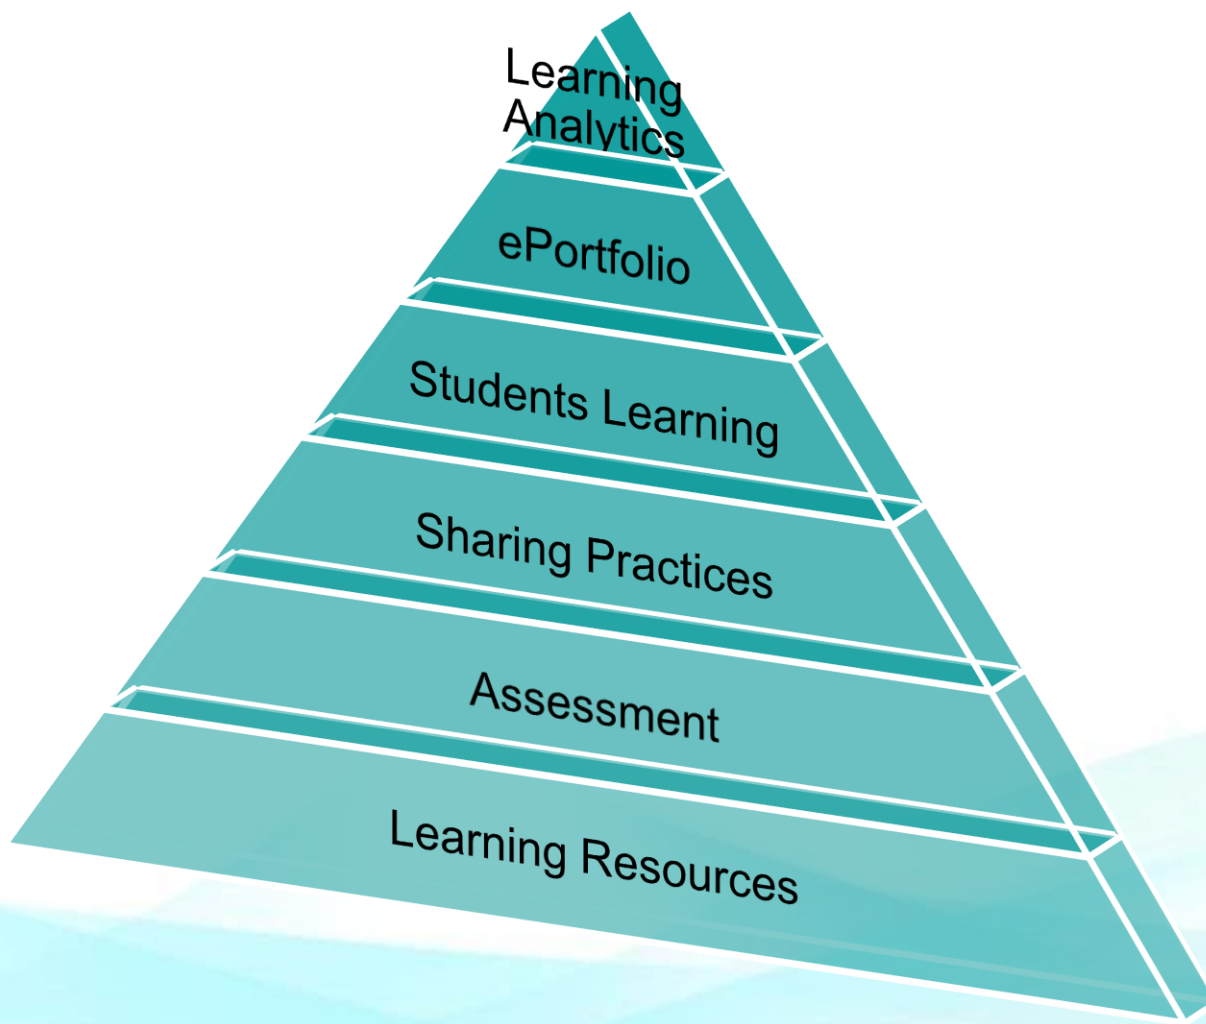 Learning
Analytics
ePortfolio
Students Learning
Sharing Practices
Assessment
Learning Resources